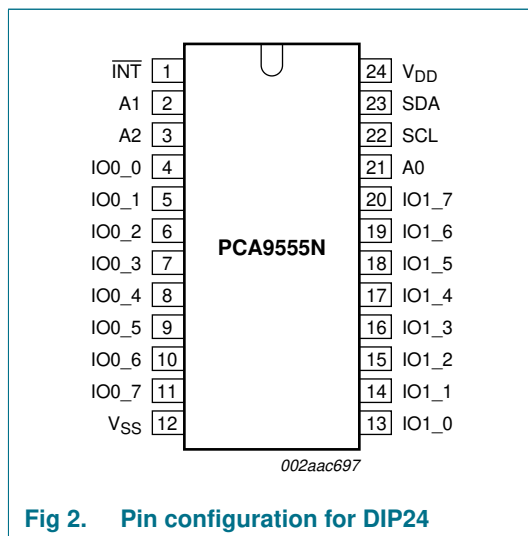 INT 1 24 VDD
A1 2 23 SDA
A2 3 22 SCL
IO0_0 4 21 A0
IO0_1 5 20 IO1_7
IO0_2 6 19 IO1_6
IO0_3 7 PCA9555N 18 IO1_5
IO0_4 8 17 IO1_4
IO0_5 9 16 IO1_3
IO0_6 10 15 IO1_2
IO0_7 11 14 IO1_1
VSS 12 13 IO1_0
002aac697
Fig 2. Pin configuration for DIP24